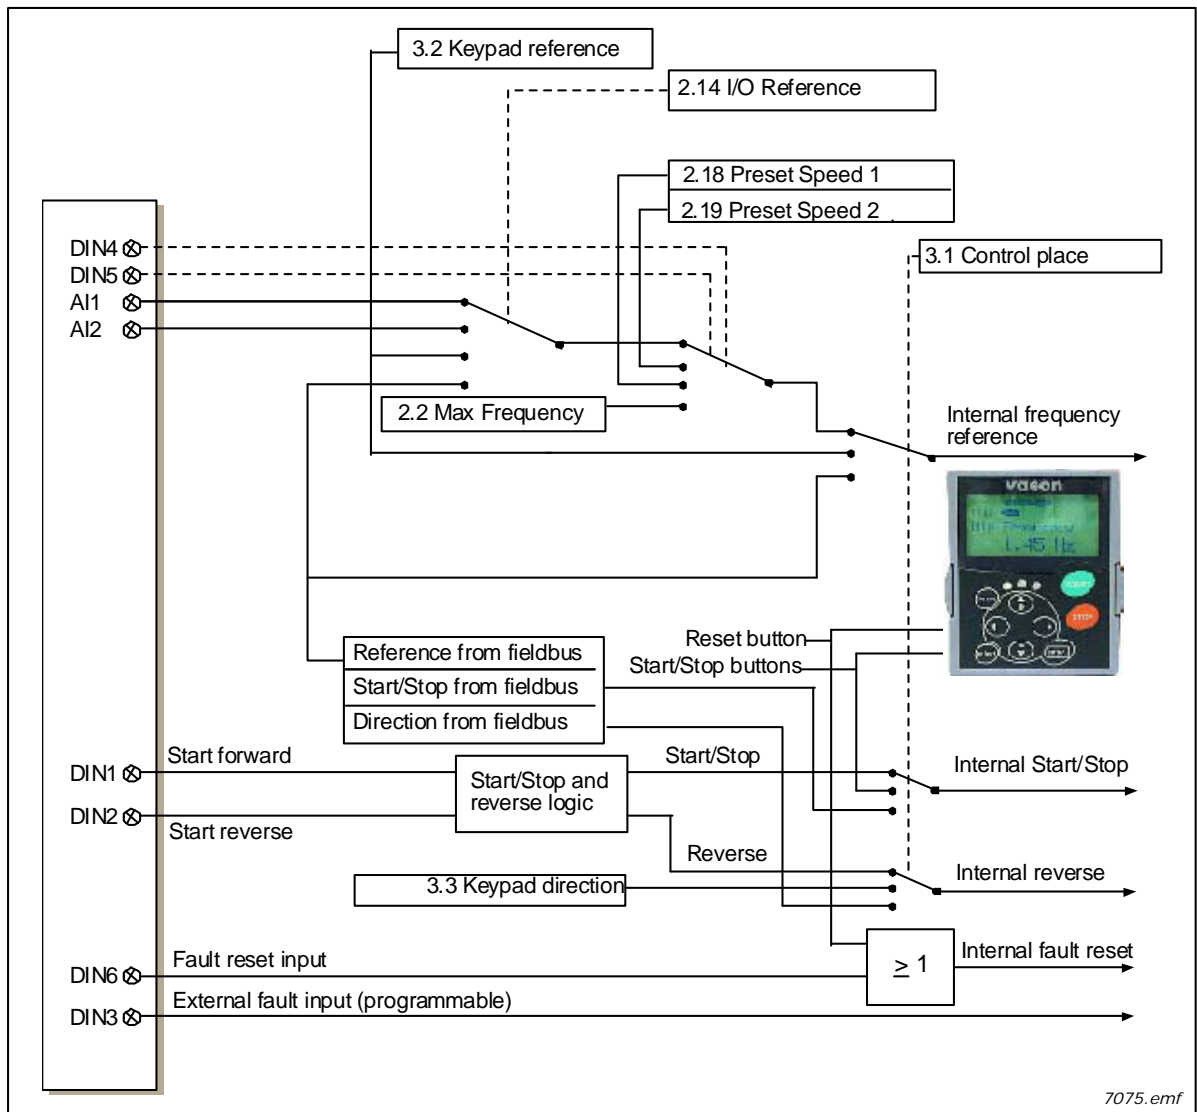 3.2 Keypad reference
2.14 I/O Reference
2.18 Preset Speed 1
2.19 Preset Speed 2
3.1 Control place
DIN4
DIN5
AI1
AI2
2.2 Max Frequency
Internal frequency
reference
vacon
1.45 Hz
STOP
Reset button
Start/Stop buttons
Reference from fieldbus
Start/Stop from fieldbus
Direction from fieldbus
DIN1
Start forward
Start/Stop and
reverse logic
Start/Stop
Internal Start/Stop
DIN2
Start reverse
Reverse
3.3 Keypad direction
Internal reverse
DIN6
Fault reset input
≥ 1
Internal fault reset
DIN3
External fault input (programmable)
7075.emf